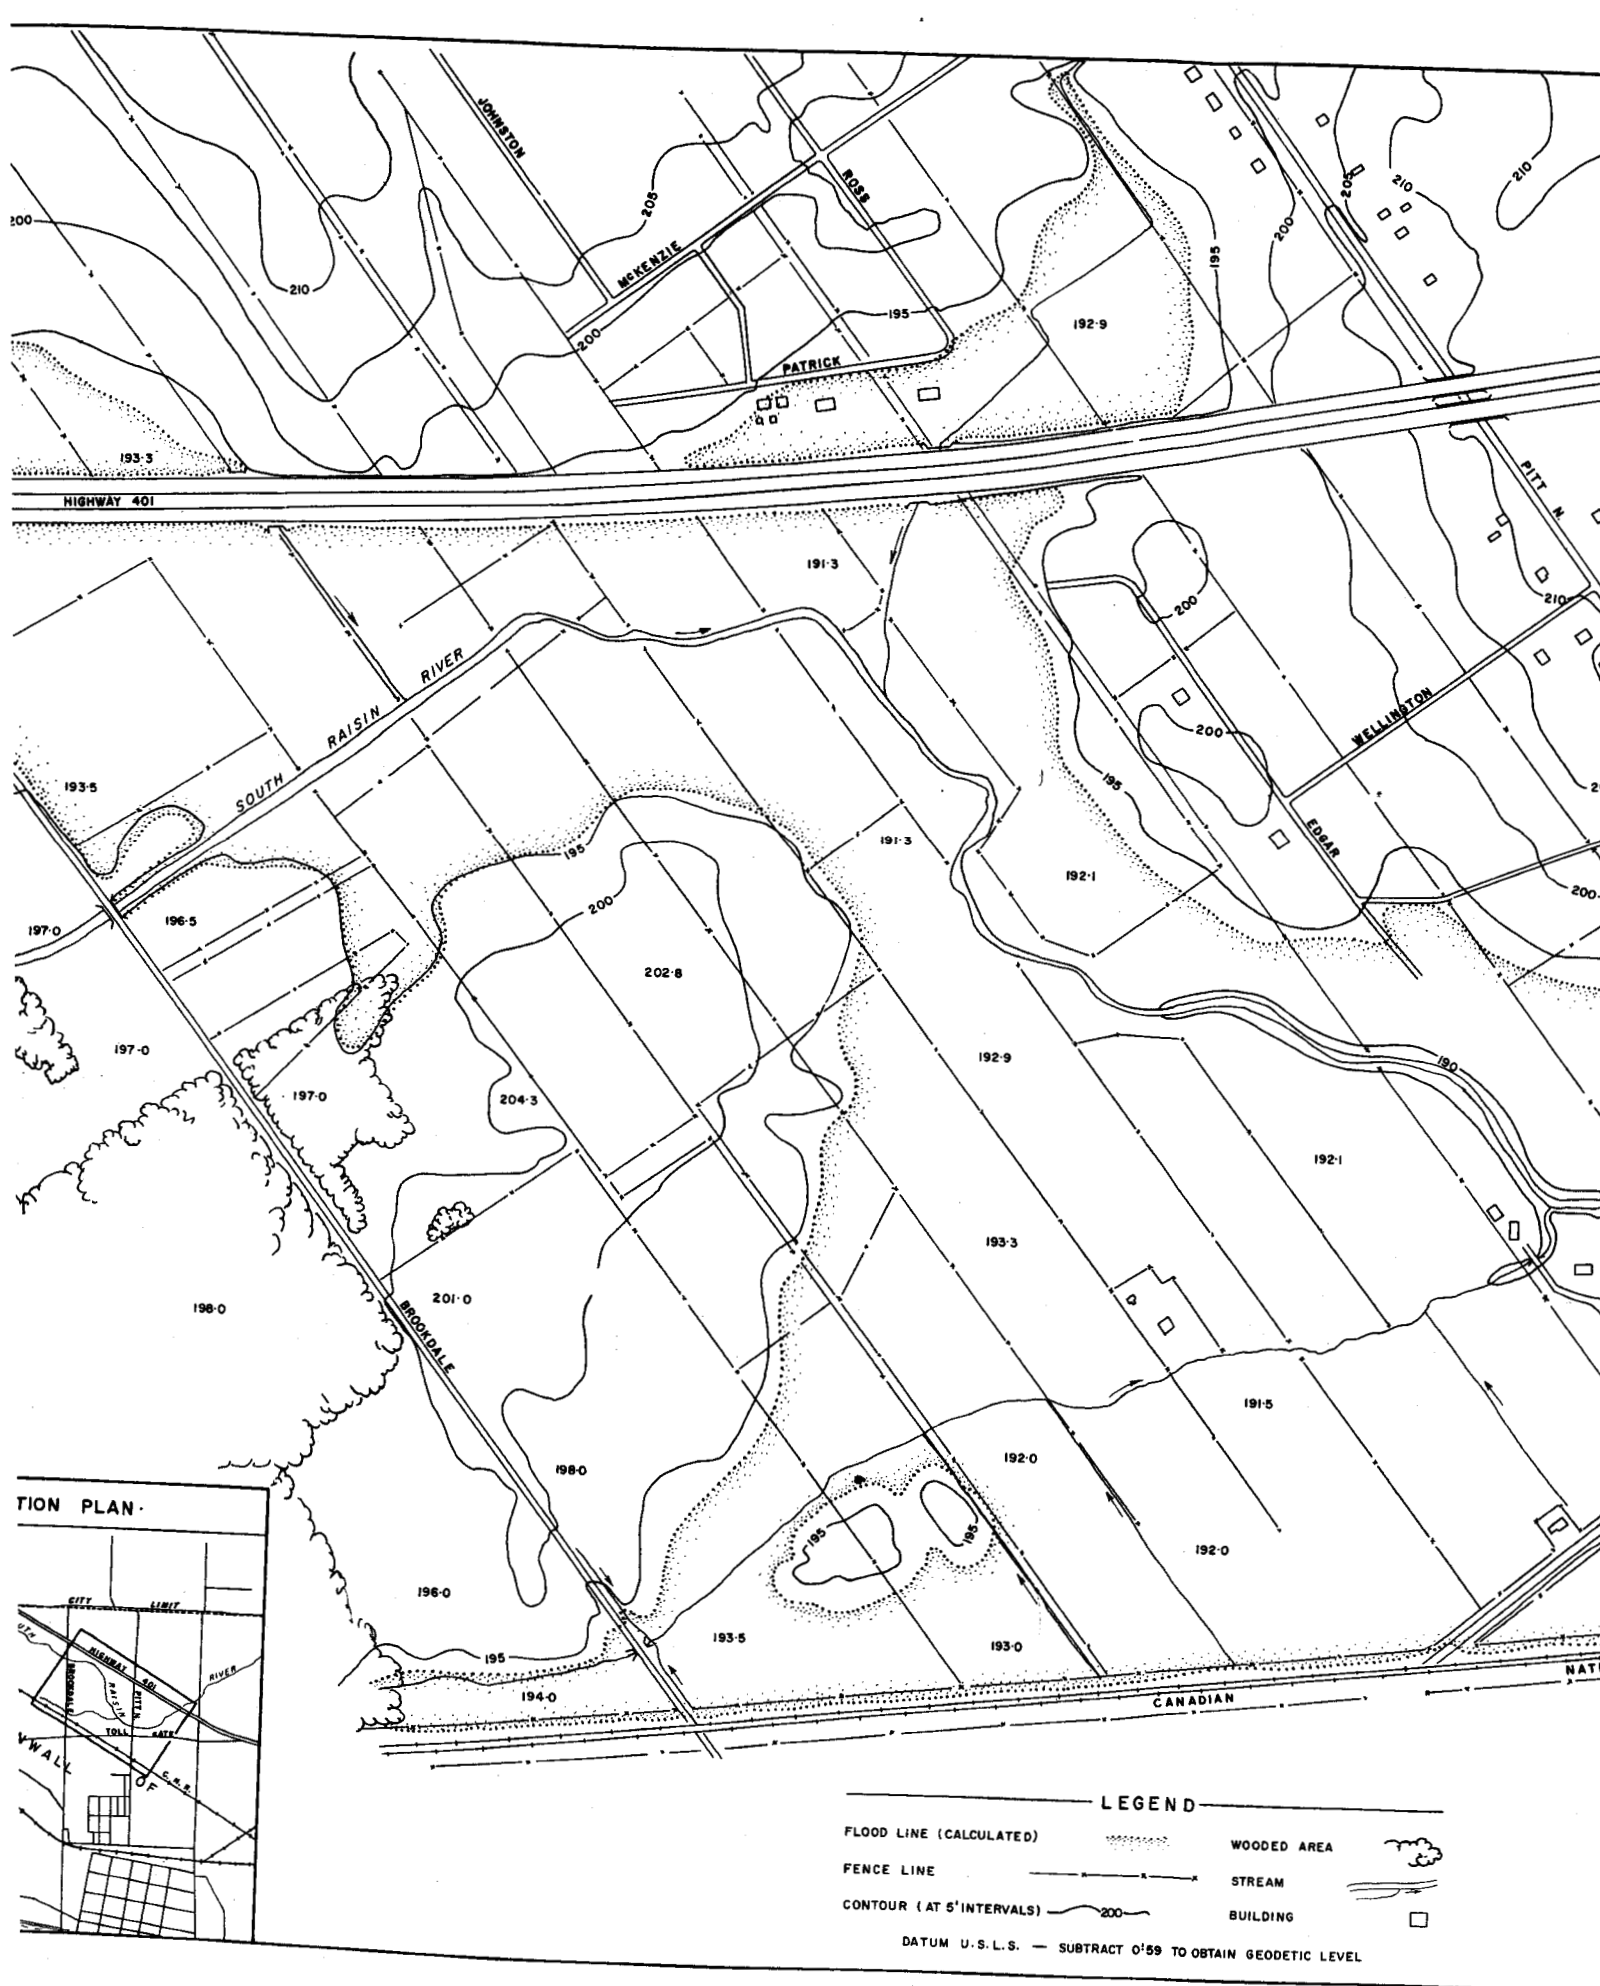 JOHNSTON
ROSS
205
205
210
210
200
200
195
McKENZIE
210
192·9
200
195
PATRICK
193·3
HIGHWAY 401
PITT N.
191·3
210
200
SOUTH RAISIN RIVER
200
WELLINGTON
193·5
195
191·3
EDGAR
195
192·1
200
200
196·5
197·0
202·8
197·0
192·9
190
197·0
204·3
192·1
193·3
198·0
201·0
BROOKDALE
191·5
198·0
192·0
195
195
192·0
196·0
193·5
193·0
195
194·0
CANADIAN
TION PLAN·
CITY LIMIT
HIGHWAY 401
RIVER
BROOKDALE
RAISIN
PITT N.
TOLL GATE
C.N.R.
OF
LEGEND
FLOOD LINE (CALCULATED)
WOODED AREA
FENCE LINE
STREAM
CONTOUR (AT 5' INTERVALS)
200
BUILDING
DATUM U.S.L.S. — SUBTRACT 0'.59 TO OBTAIN GEODETIC LEVEL